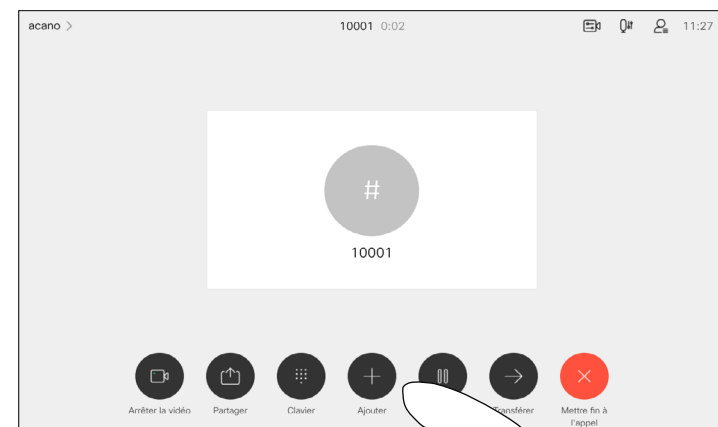 acano >
10001 0:02
11:27
#
10001
Arrêter la vidéo
Partager
Clavier
Ajouter
Transférer
Mettre fin à
l'appel